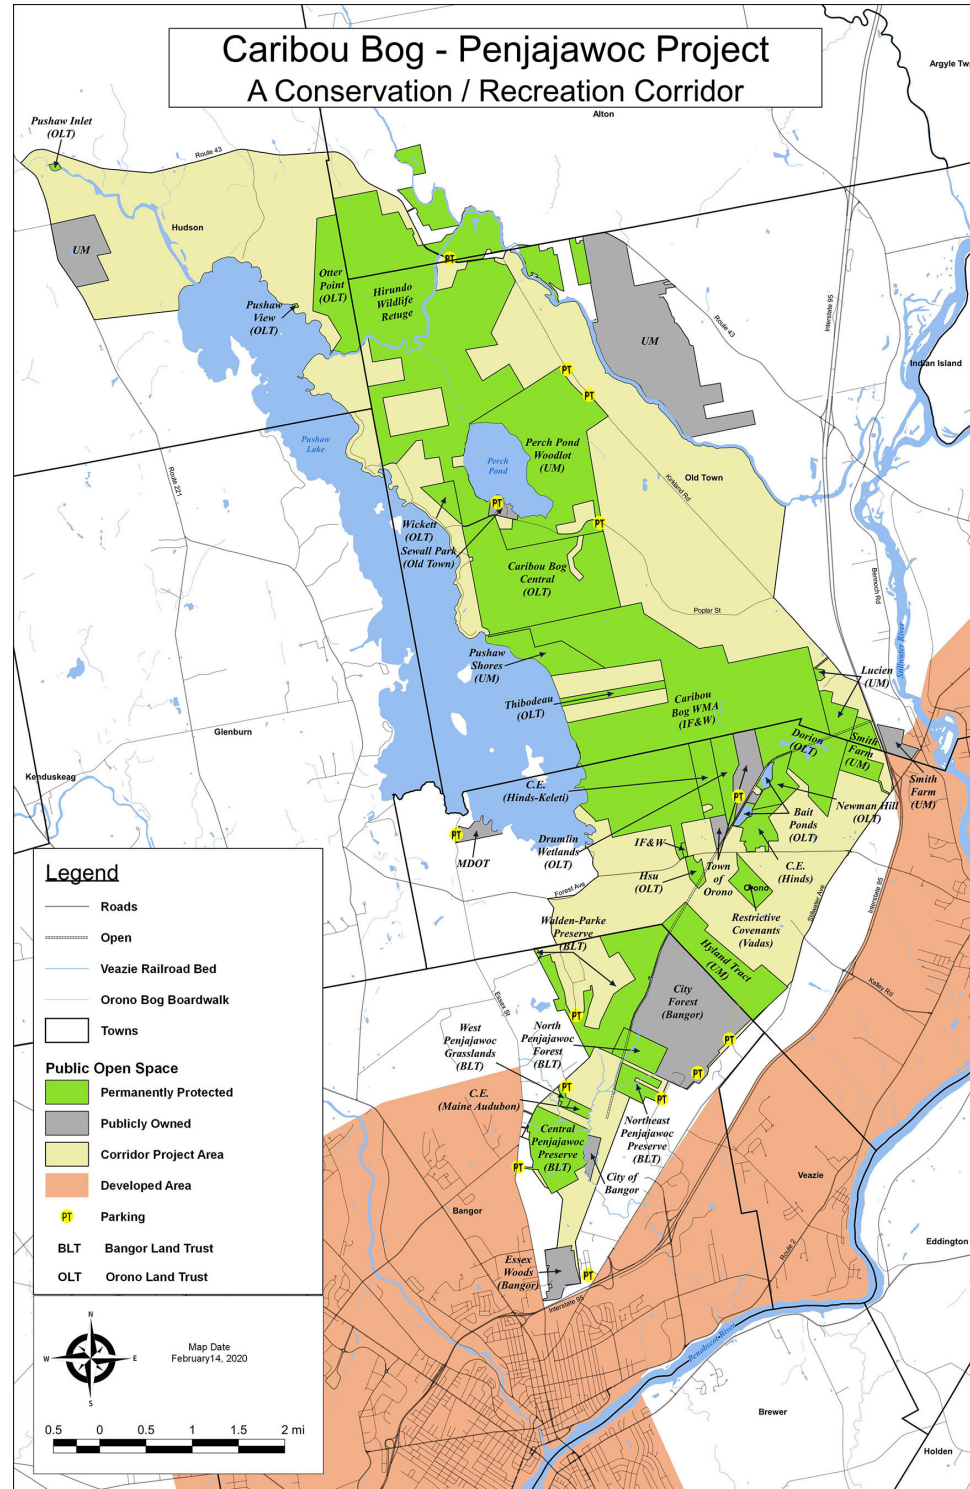 Caribou Bog - Penjajawoc Project
A Conservation / Recreation Corridor
Argyle Twp
Alton
Pushaw Inlet
(OLT)
Route 43
Hudson
UM
Otter
Point
(OLT)
Hirundo
Wildlife
Retuge
PT
Pushaw
View
(OLT)
UM
Route 43
Interstate 95
Indian Island
PT
PT
Pushaw
Lake
Perch
Pond
Perch Pond
Woodlot
(UM)
Route 221
Kirkland Rd
Old Town
PT
PT
Wickett
(OLT)
Sewall Park
(Old Town)
Caribou Bog
Central
(OLT)
Bennoch Rd
Poplar St
Stillwater River
Pushaw
Shores
(UM)
Thibodeau
(OLT)
Caribou
Bog WMA
(IF&W)
Lucien
(UM)
Glenburn
Dorion
(OLT)
Smith
Farm
(UM)
Smith
Farm
(UM)
Kenduskeag
C.E.
(Hinds-Keleti)
PT
Newman Hill
(OLT)
Bait
Ponds
(OLT)
PT
MDOT
Drumlin
Wetlands
(OLT)
IF&W
Hsu
(OLT)
Town
of
Orono
C.E.
(Hinds)
Forest Ave
Orono
Restrictive
Covenants
(Vadas)
Stillwater Ave
Interstate 95
Walden-Parke
Preserve
(BLT)
Hyland Tract
(UM)
Kelley Rd
Essex St
City
Forest
(Bangor)
PT
West
Penjajawoc
Grasslands
(BLT)
North
Penjajawoc
Forest
(BLT)
PT
PT
PT
PT
C.E.
(Maine Audubon)
Central
Penjajawoc
Preserve
(BLT)
Northeast
Penjajawoc
Preserve
(BLT)
PT
City of
Bangor
Veazie
Bangor
Route 2
Eddington
Essex
Woods
(Bangor)
PT
Interstate 95
Penobscot River
Brewer
Holden
Legend
Roads
Open
Veazie Railroad Bed
Orono Bog Boardwalk
Towns
Public Open Space
Permanently Protected
Publicly Owned
Corridor Project Area
Developed Area
PT Parking
BLT Bangor Land Trust
OLT Orono Land Trust
N
W E
S
Map Date
February14, 2020
0.5 0 0.5 1 1.5 2 mi